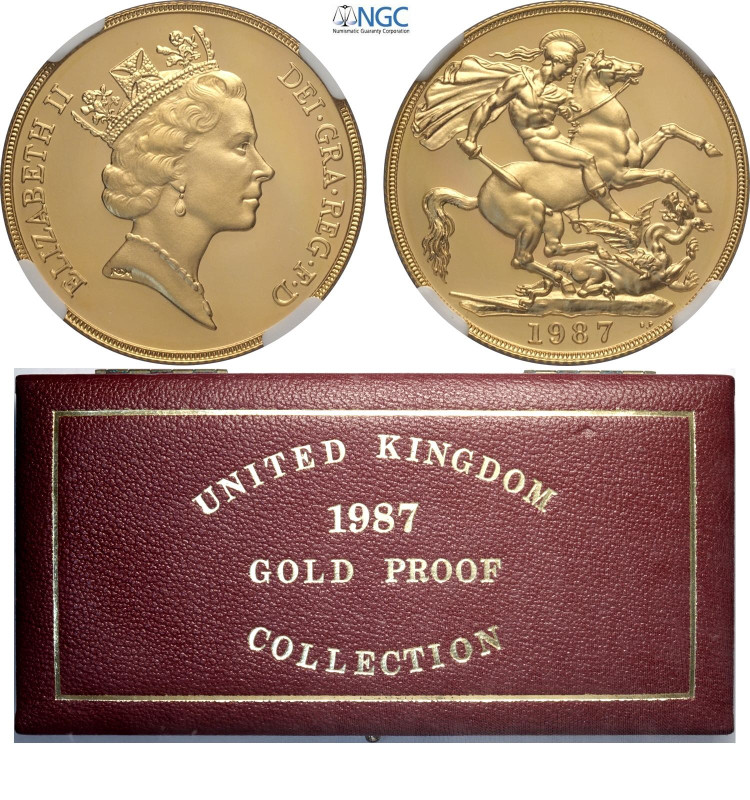 NGC
Numismatic Guaranty Corporation
ELIZABETH II
DEI·GRA·REG·F·D
1987
UNITED KINGDOM
1987
GOLD PROOF
COLLECTION